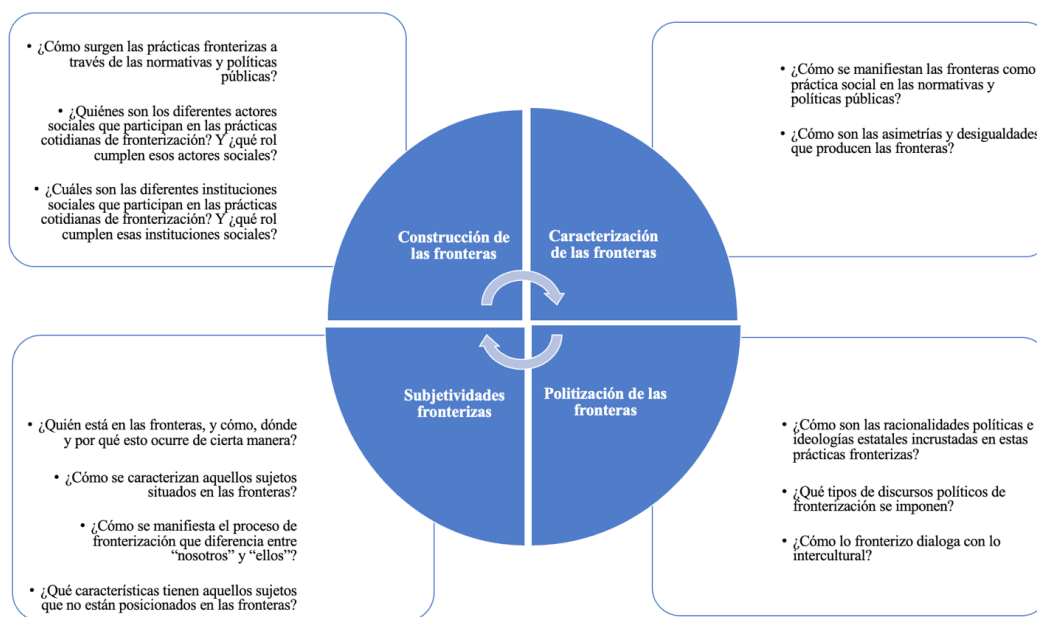 • ¿Cómo surgen las prácticas fronterizas a
través de las normativas y políticas
públicas?
• ¿Quiénes son los diferentes actores
sociales que participan en las prácticas
cotidianas de fronterización? Y ¿qué rol
cumplen esos actores sociales?
• ¿Cuáles son las diferentes instituciones
sociales que participan en las prácticas
cotidianas de fronterización? Y ¿qué rol
cumplen esas instituciones sociales?
• ¿Cómo se manifiestan las fronteras como
práctica social en las normativas y
políticas públicas?
• ¿Cómo son las asimetrías y desigualdades
que producen las fronteras?
Construcción de
las fronteras
Caracterización
de las fronteras
Subjetividades
fronterizas
Politización de las
fronteras
• ¿Quién está en las fronteras, y cómo, dónde
y por qué esto ocurre de cierta manera?
• ¿Cómo se caracterizan aquellos sujetos
situados en las fronteras?
• ¿Cómo se manifiesta el proceso de
fronterización que diferencia entre
“nosotros” y “ellos”?
• ¿Qué características tienen aquellos sujetos
que no están posicionados en las fronteras?
• ¿Cómo son las racionalidades políticas e
ideologías estatales incrustadas en estas
prácticas fronterizas?
• ¿Qué tipos de discursos políticos de
fronterización se imponen?
• ¿Cómo lo fronterizo dialoga con lo
intercultural?